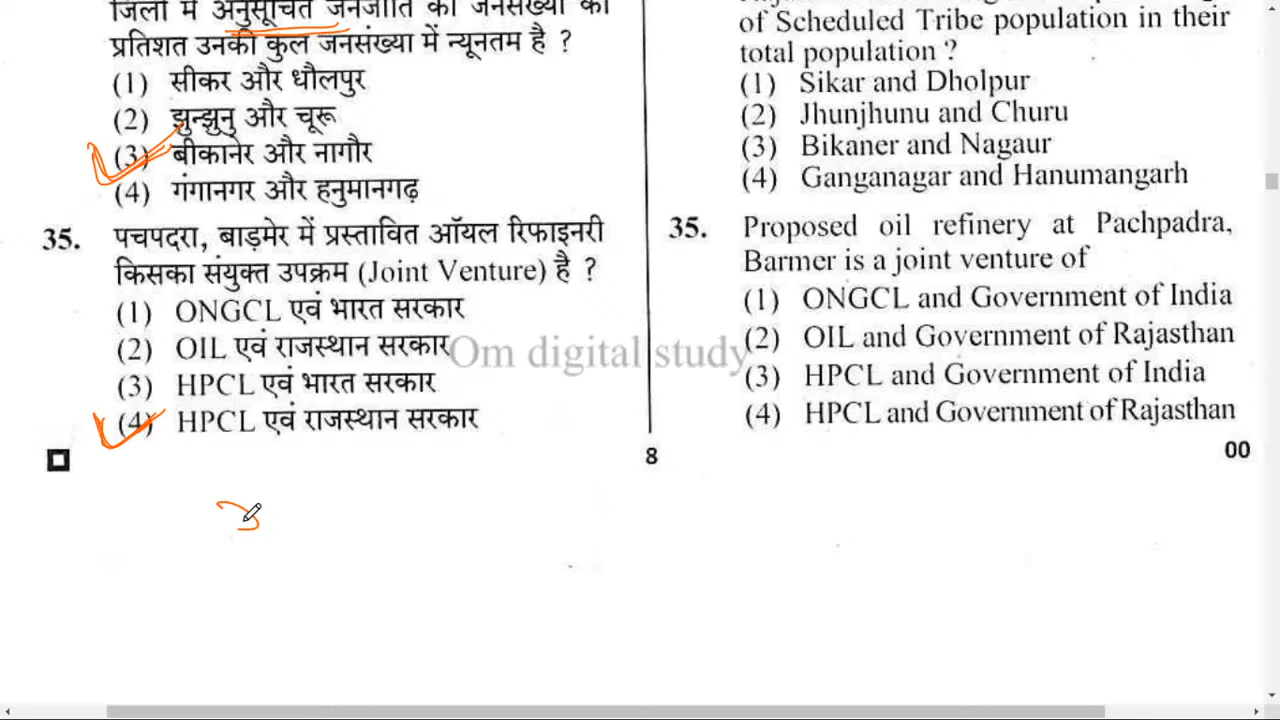 जिलों में अनुसूचित जनजाति की जनसंख्या का
प्रतिशत उनकी कुल जनसंख्या में न्यूनतम है ?
(1) सीकर और धौलपुर
(2) झुन्झुनु और चूरू
(3) बीकानेर और नागौर
(4) गंगानगर और हनुमानगढ़
35. पचपदरा, बाड़मेर में प्रस्तावित ऑयल रिफाइनरी
किसका संयुक्त उपक्रम (Joint Venture) है ?
(1) ONGCL एवं भारत सरकार
(2) OIL एवं राजस्थान सरकार
(3) HPCL एवं भारत सरकार
(4) HPCL एवं राजस्थान सरकार
of Scheduled Tribe population in their
total population ?
(1) Sikar and Dholpur
(2) Jhunjhunu and Churu
(3) Bikaner and Nagaur
(4) Ganganagar and Hanumangarh
35. Proposed oil refinery at Pachpadra,
Barmer is a joint venture of
(1) ONGCL and Government of India
(2) OIL and Government of Rajasthan
(3) HPCL and Government of India
(4) HPCL and Government of Rajasthan
Om digital study
8
00